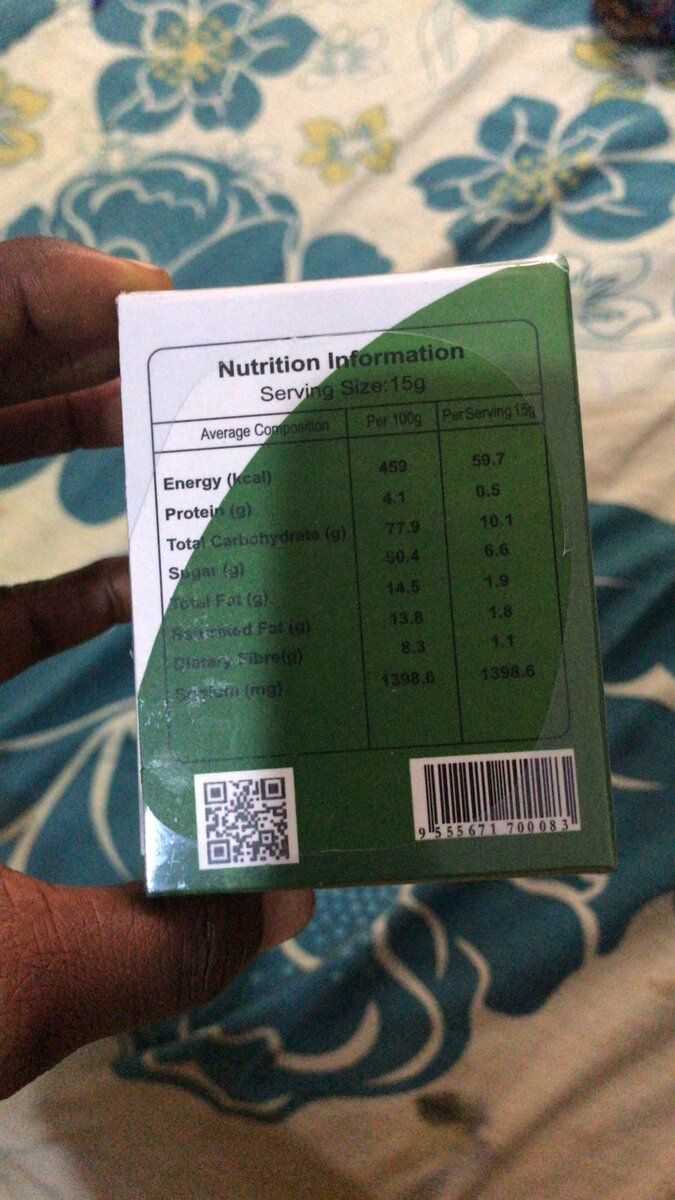 Nutrition Information
Serving Size:15g
Average Composition Per 100g Per Serving 15g
Energy (kcal) 459 59.7
Protein (g) 4.1 0.5
Total Carbohydrate (g) 77.9 10.1
Sugar (g) 50.4 6.6
Total Fat (g) 14.5 1.9
Saturated Fat (g) 13.8 1.8
Dietary Fibre(g) 8.3 1.1
Sodium (mg) 1398.6 1398.6
9 555671 700083